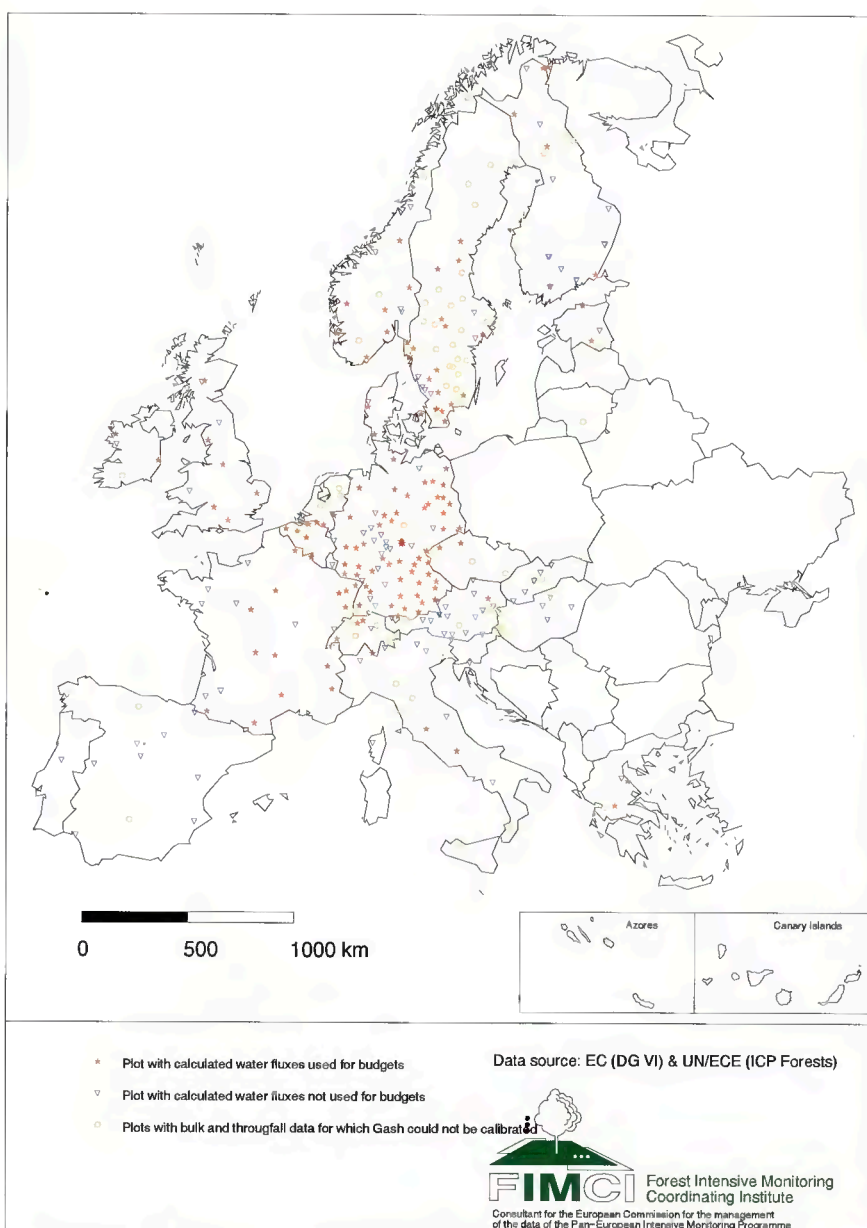 Azores
Canary Islands
0 500 1000 km
Plot with calculated water fluxes used for budgets
Plot with calculated water fluxes not used for budgets
Plots with bulk and througfall data for which Gash could not be calibrated
Data source: EC (DG VI) & UN/ECE (ICP Forests)
FIMCI
Forest Intensive Monitoring
Coordinating Institute
Consultant for the European Commission for the management
of the data of the Pan-European Intensive Monitoring Programme